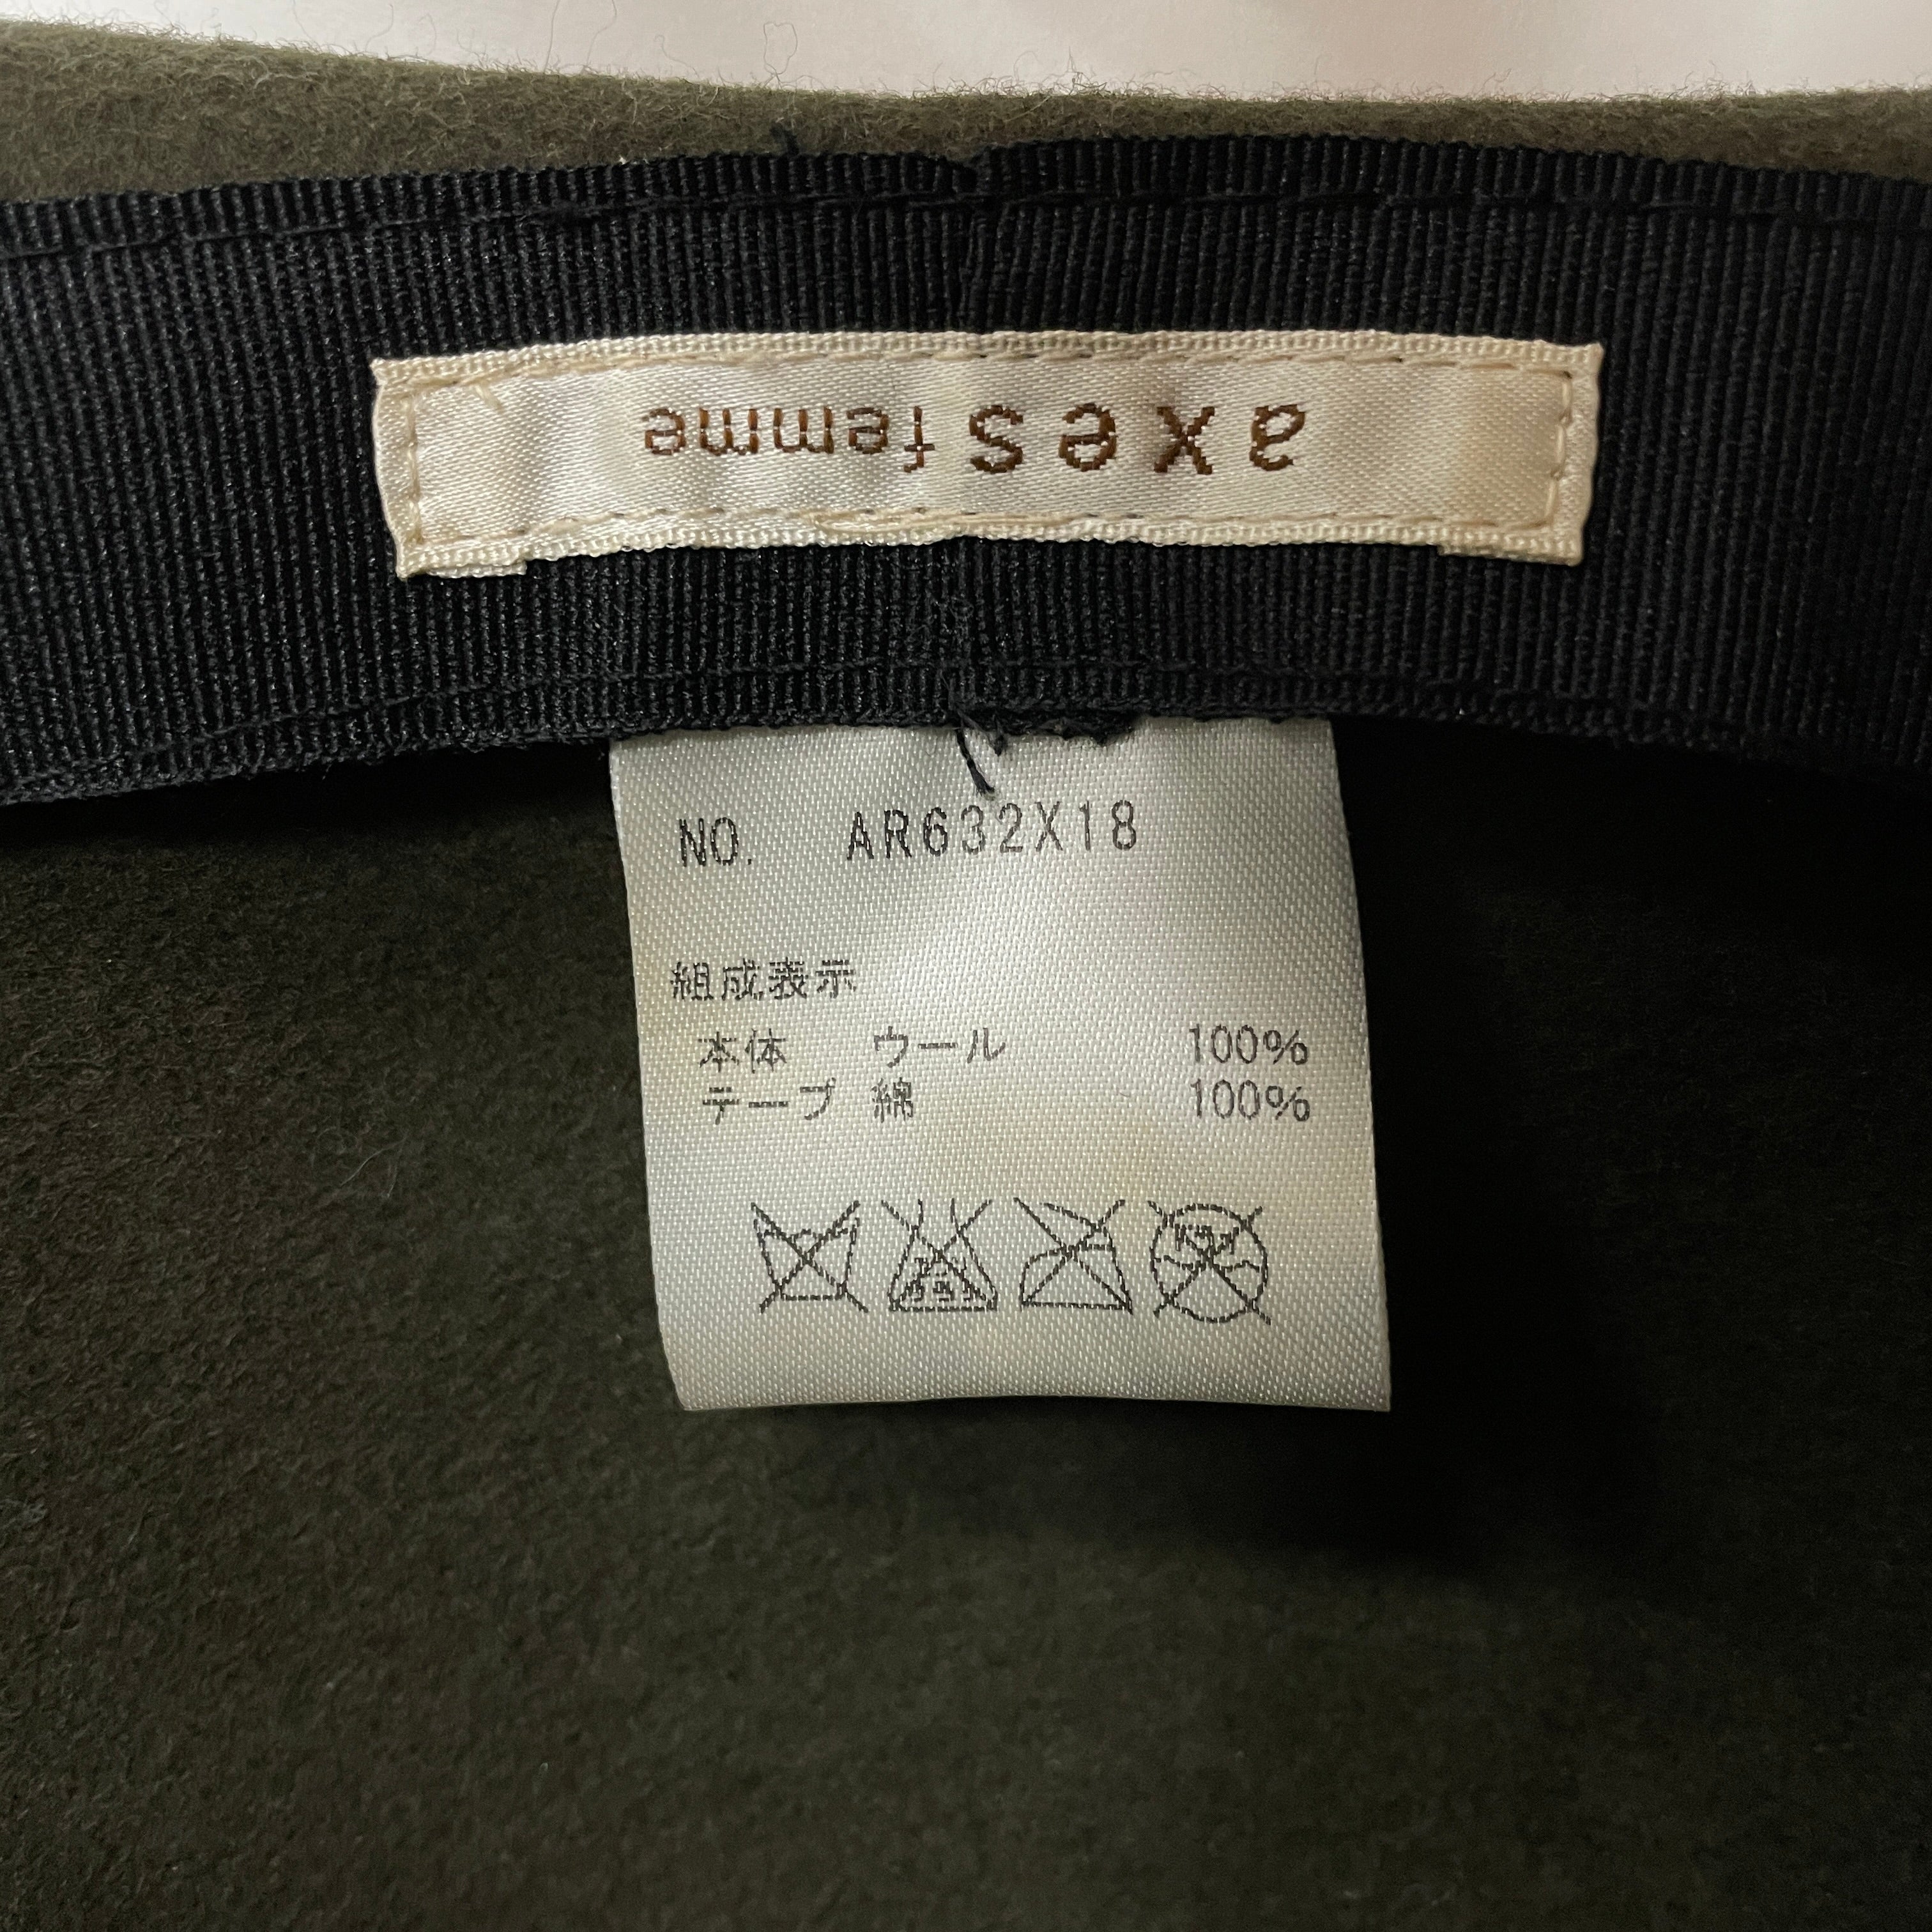 axes femme
NO. AR632X18
組成表示
本体 ウール 100%
テープ 綿 100%